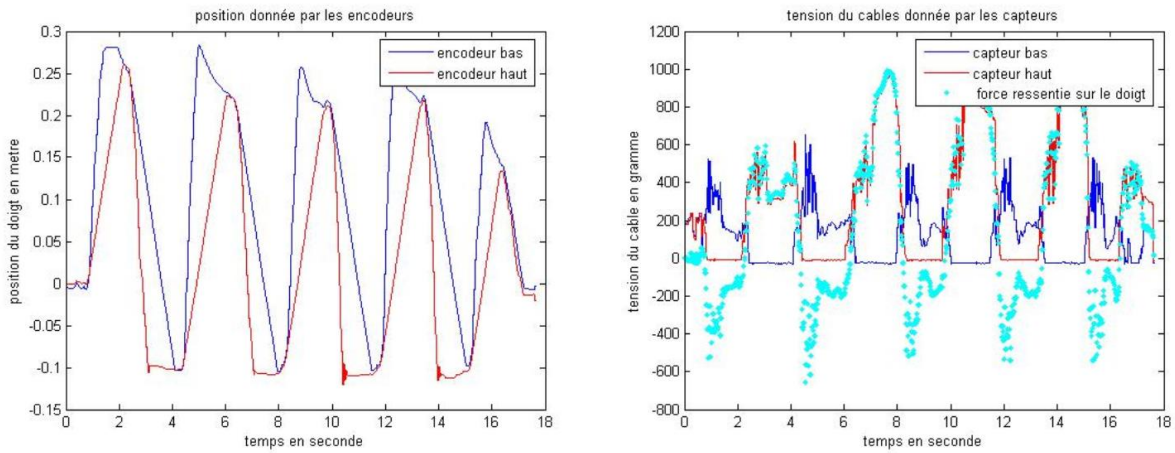 position donnée par les encodeurs
0.3
0.25
0.2
0.15
0.1
0.05
0
-0.05
-0.1
-0.15
position du doigt en metre
encodeur bas
encodeur haut
0 2 4 6 8 10 12 14 16 18
temps en seconde
tension du cables donnée par les capteurs
1200
1000
800
600
400
200
0
-200
-400
-600
-800
tension du cable en gramme
capteur bas
capteur haut
force ressentie sur le doigt
0 2 4 6 8 10 12 14 16 18
temps en seconde